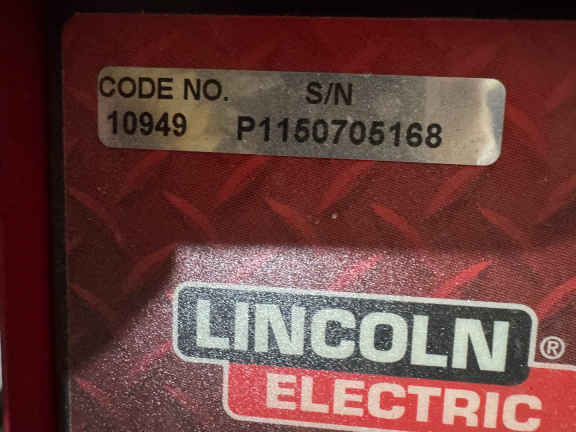 CODE NO. S/N
10949 P1150705168
LINCOLN ®
ELECTRIC